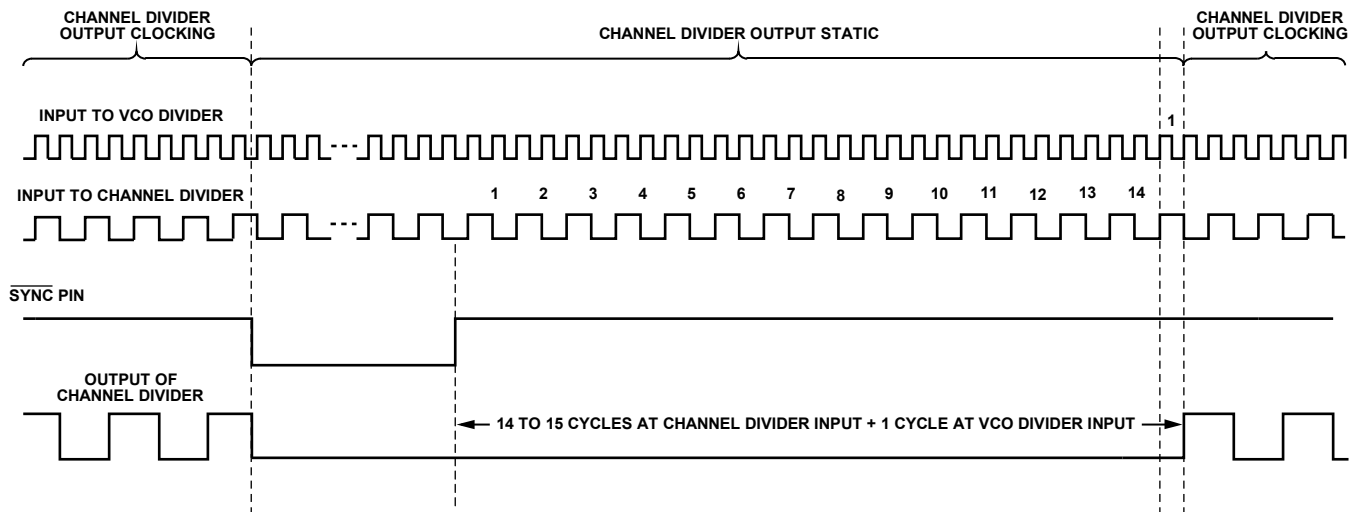 CHANNEL DIVIDER
OUTPUT CLOCKING
CHANNEL DIVIDER OUTPUT STATIC
CHANNEL DIVIDER
OUTPUT CLOCKING
INPUT TO VCO DIVIDER
1
INPUT TO CHANNEL DIVIDER
1 2 3 4 5 6 7 8 9 10 11 12 13 14
SYNC PIN
OUTPUT OF
CHANNEL DIVIDER
14 TO 15 CYCLES AT CHANNEL DIVIDER INPUT + 1 CYCLE AT VCO DIVIDER INPUT